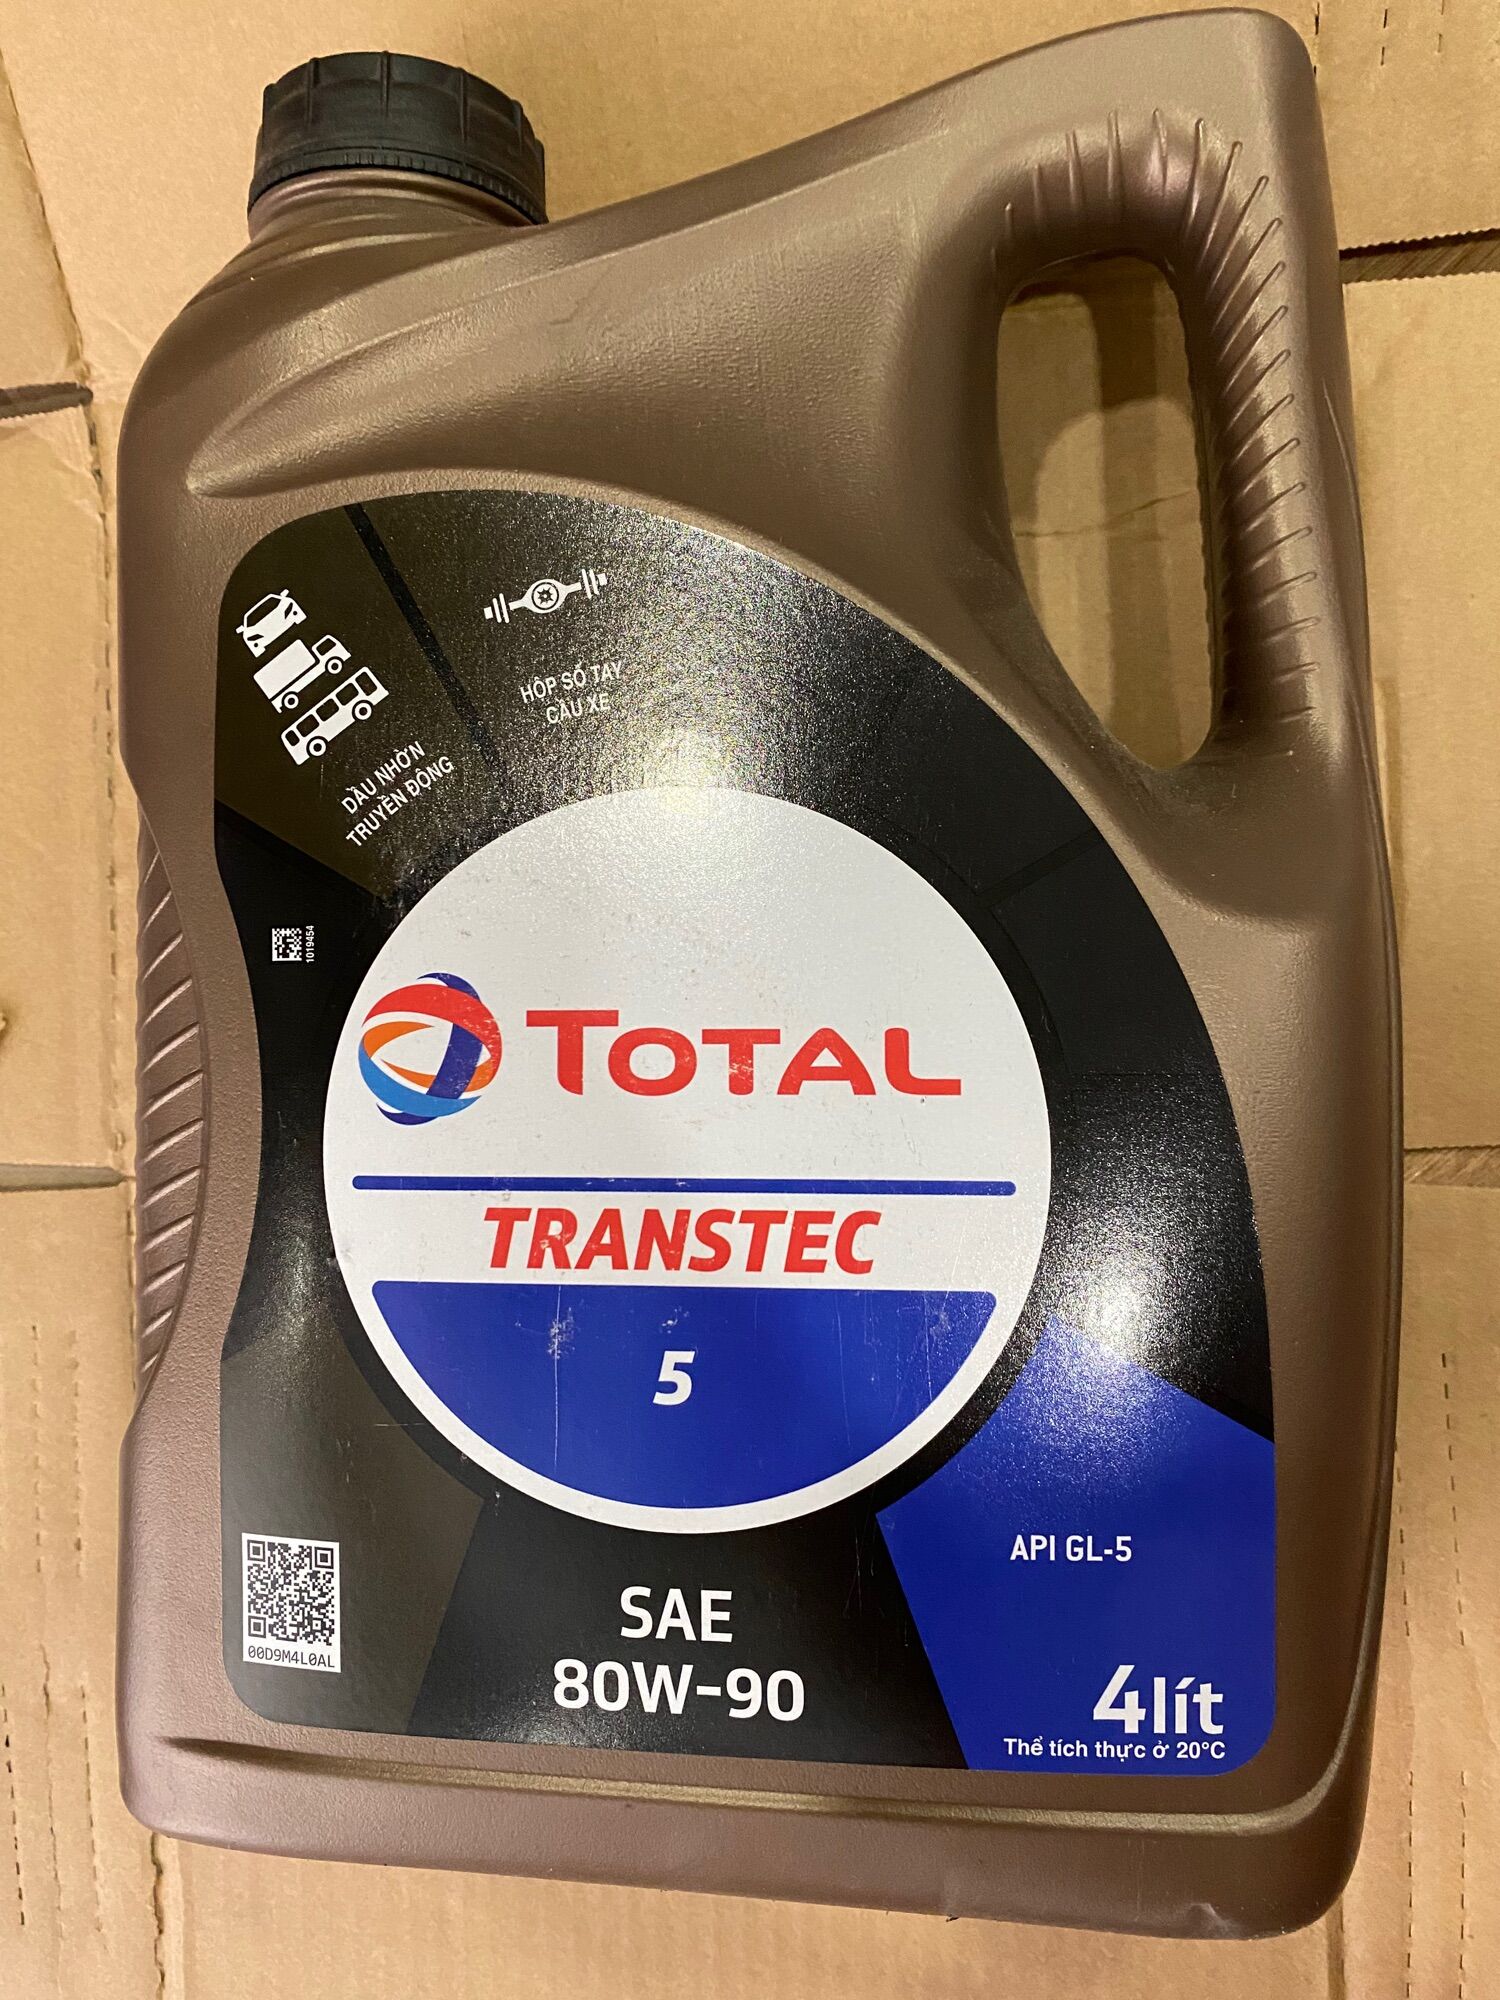 HỘP SỐ TAY
CẦU XE
DẦU NHỜN
TRUYỀN ĐỘNG
1019454
TOTAL
TRANSTEC
5
API GL-5
SAE
80W-90
00D9M4L0AL
4lít
Thể tích thực ở 20°C